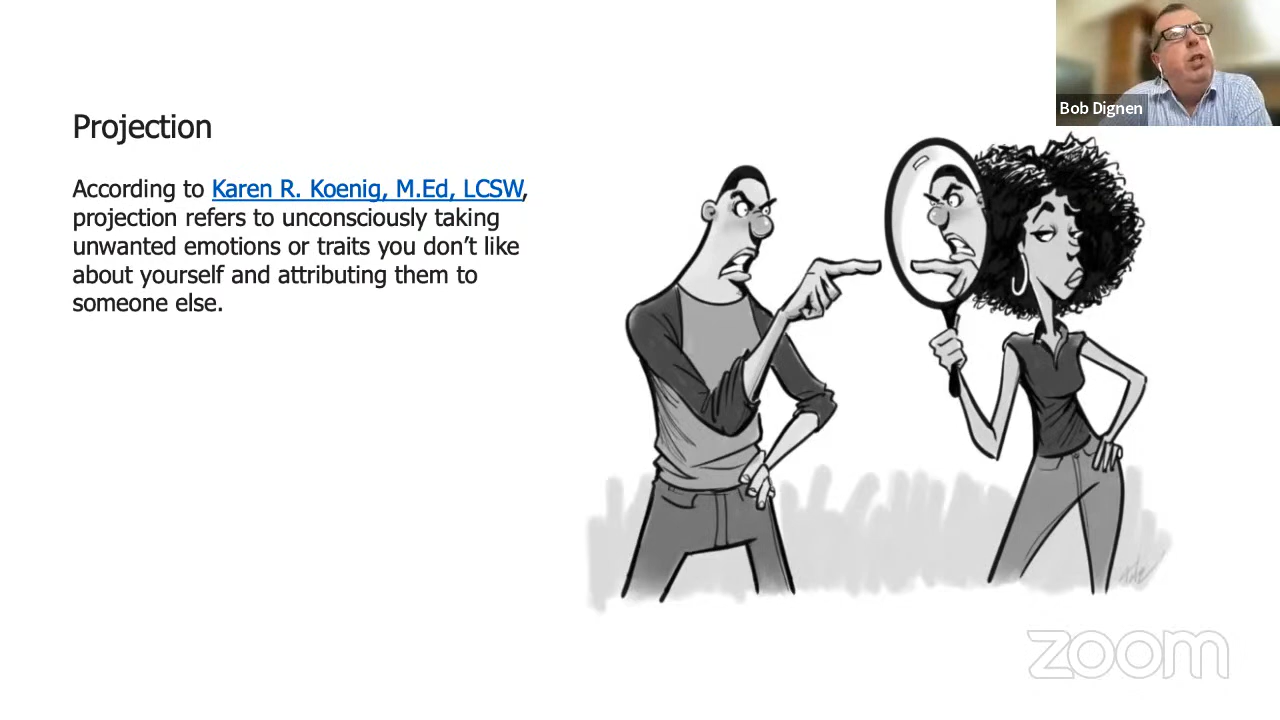 Bob Dignen
Projection
According to Karen R. Koenig, M.Ed, LCSW,
projection refers to unconsciously taking
unwanted emotions or traits you don’t like
about yourself and attributing them to
someone else.
zoom